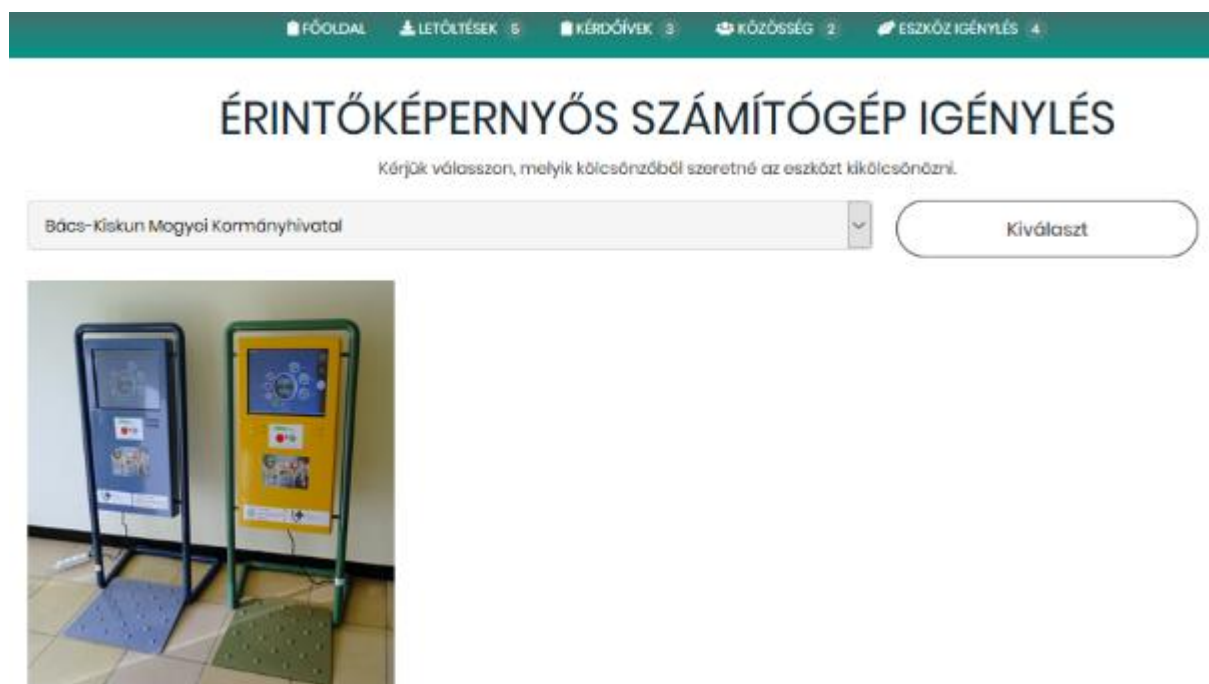 FŐOLDAL LETÖLTÉSEK 5 KÉRDŐÍVEK 3 KÖZÖSSÉG 2 ESZKÖZ IGÉNYLÉS 4
ÉRINTŐKÉPERNYŐS SZÁMÍTÓGÉP IGÉNYLÉS
Kérjük válasszon, melyik kölcsönzőből szeretné az eszközt kikölcsönözni.
Bács-Kiskun Megyei Kormányhivatal
Kiválaszt